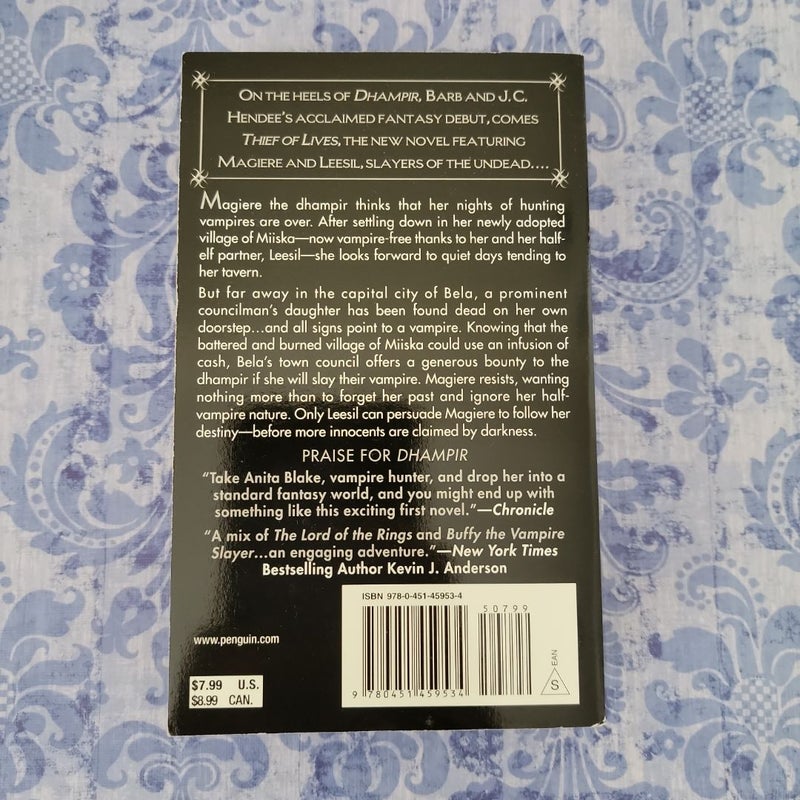 ON THE HEELS OF DHAMPIR, BARB AND J.C.
HENDEE'S ACCLAIMED FANTASY DEBUT, COMES
THIEF OF LIVES, THE NEW NOVEL FEATURING
MAGIERE AND LEESIL, SLAYERS OF THE UNDEAD....
Magiere the dhampir thinks that her nights of hunting
vampires are over. After settling down in her newly adopted
village of Miiska—now vampire-free thanks to her and her half-
elf partner, Leesil—she looks forward to quiet days tending to
her tavern.
But far away in the capital city of Bela, a prominent
councilman's daughter has been found dead on her own
doorstep...and all signs point to a vampire. Knowing that the
battered and burned village of Miiska could use an infusion of
cash, Bela's town council offers a generous bounty to the
dhampir if she will slay their vampire. Magiere resists, wanting
nothing more than to forget her past and ignore her half-
vampire nature. Only Leesil can persuade Magiere to follow her
destiny—before more innocents are claimed by darkness.
PRAISE FOR DHAMPIR
"Take Anita Blake, vampire hunter, and drop her into a
standard fantasy world, and you might end up with
something like this exciting first novel."—Chronicle
"A mix of The Lord of the Rings and Buffy the Vampire
Slayer...an engaging adventure."—New York Times
Bestselling Author Kevin J. Anderson
ISBN 978-0-451-45953-4
50799
9 780451 459534
EAN
S
www.penguin.com
$7.99 U.S.
$8.99 CAN.